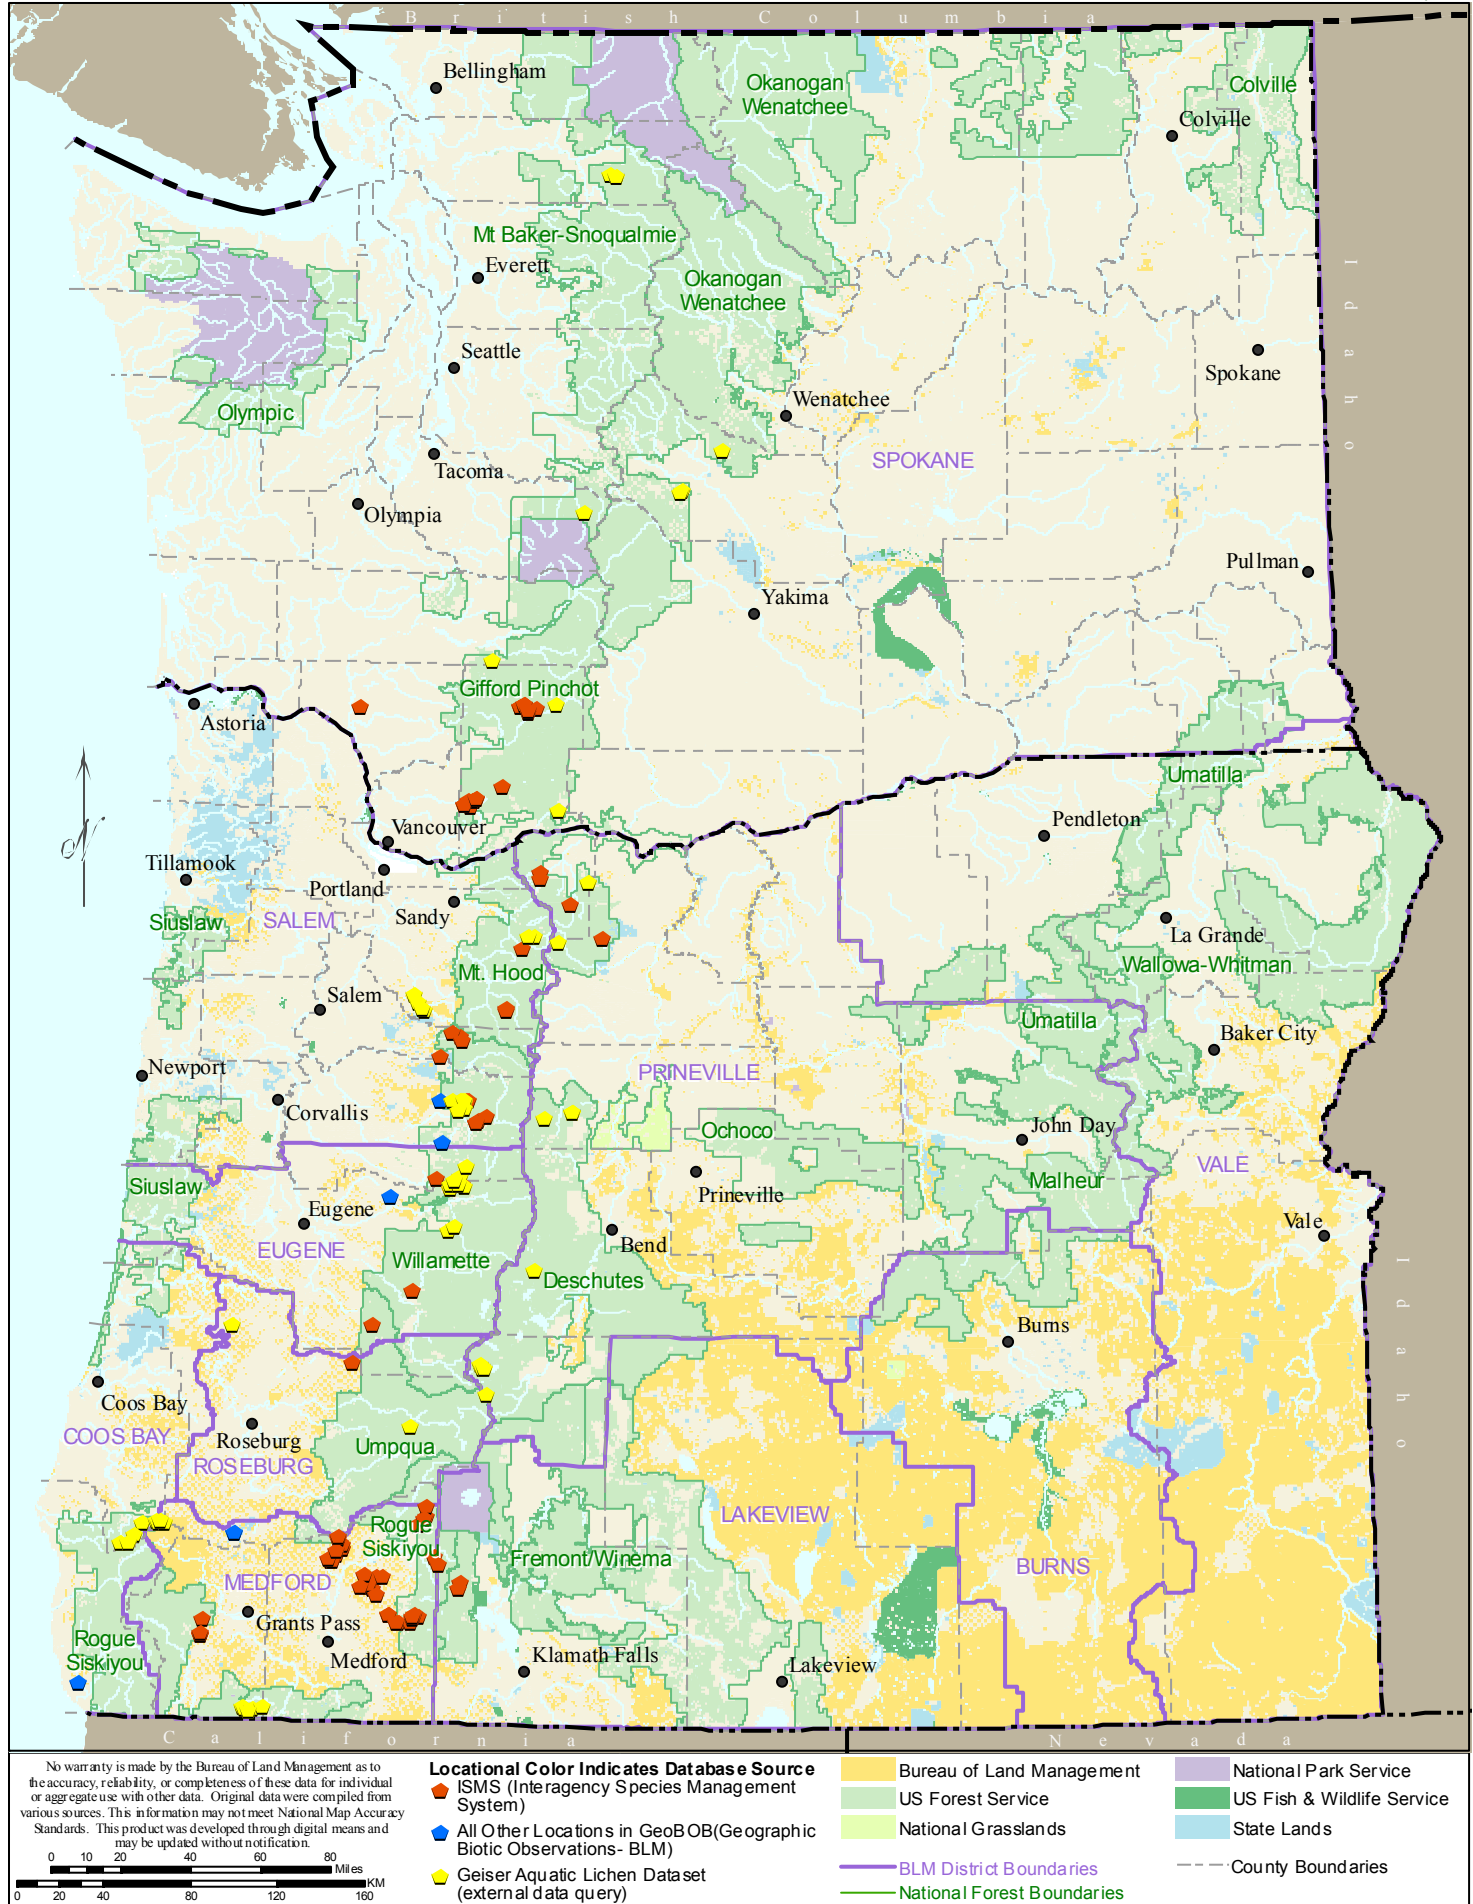 British Columbia
Bellingham
Okanogan
Wenatchee
Colville
Colville
Mt Baker-Snoqualmie
Everett
Okanogan
Wenatchee
Idaho
Seattle
Spokane
Wenatchee
Olympic
SPOKANE
Tacoma
Olympia
Pullman
Yakima
Gifford Pinchot
Astoria
Umatilla
Vancouver
Pendleton
Tillamook
Portland
Sandy
Siuslaw
SALEM
La Grande
Wallowa-Whitman
Mt. Hood
Salem
Umatilla
Baker City
Newport
PRINEVILLE
Corvallis
Ochoco
John Day
VALE
Siuslaw
Prineville
Malheur
Eugene
Vale
EUGENE
Bend
Willamette
Deschutes
Idaho
Burns
Coos Bay
COOS BAY
Roseburg
Umpqua
ROSEBURG
LAKEVIEW
Rogue
Siskiyou
Fremont/Winema
BURNS
MEDFORD
Grants Pass
Rogue
Siskiyou
Medford
Klamath Falls
Lakeview
California
Nevada
N
No warranty is made by the Bureau of Land Management as to
the accuracy, reliability, or completeness of these data for individual
or aggregate use with other data. Original data were compiled from
various sources. This information may not meet National Map Accuracy
Standards. This product was developed through digital means and
may be updated without notification.
0 10 20 40 60 80
Miles
KM
0 20 40 80 120 160
Locational Color Indicates Database Source
ISMS (Interagency Species Management
System)
All Other Locations in GeoBOB(Geographic
Biotic Observations- BLM)
Geiser Aquatic Lichen Dataset
(external data query)
Bureau of Land Management
US Forest Service
National Grasslands
BLM District Boundaries
National Forest Boundaries
National Park Service
US Fish & Wildlife Service
State Lands
County Boundaries